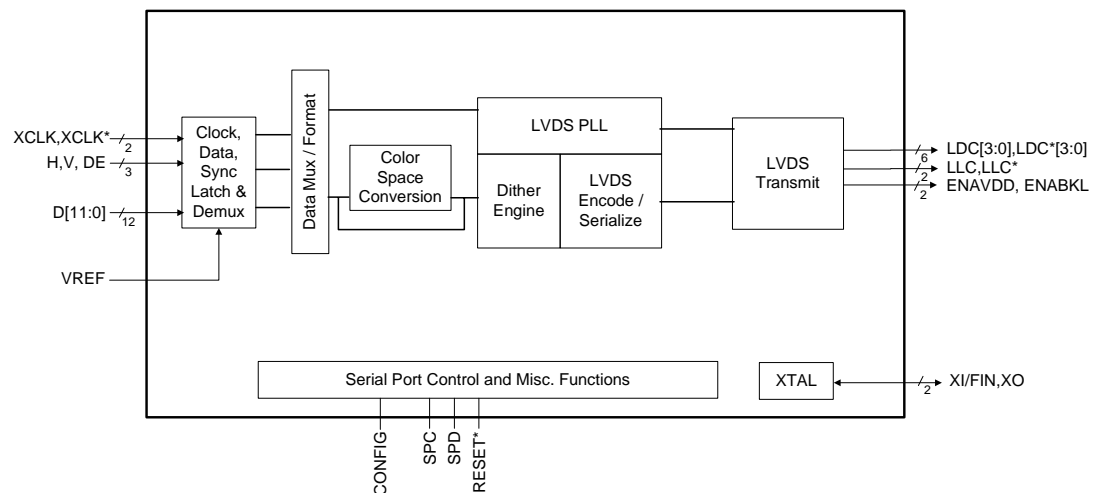 XCLK,XCLK*
2
H,V, DE
3
D[11:0]
12
VREF
Clock,
Data,
Sync
Latch &
Demux
Data Mux / Format
Color
Space
Conversion
LVDS PLL
Dither
Engine
LVDS
Encode /
Serialize
LVDS
Transmit
LDC[3:0],LDC*[3:0]
6
LLC,LLC*
2
ENAVDD, ENABKL
2
Serial Port Control and Misc. Functions
XTAL
XI/FIN,XO
2
CONFIG
SPC
SPD
RESET*